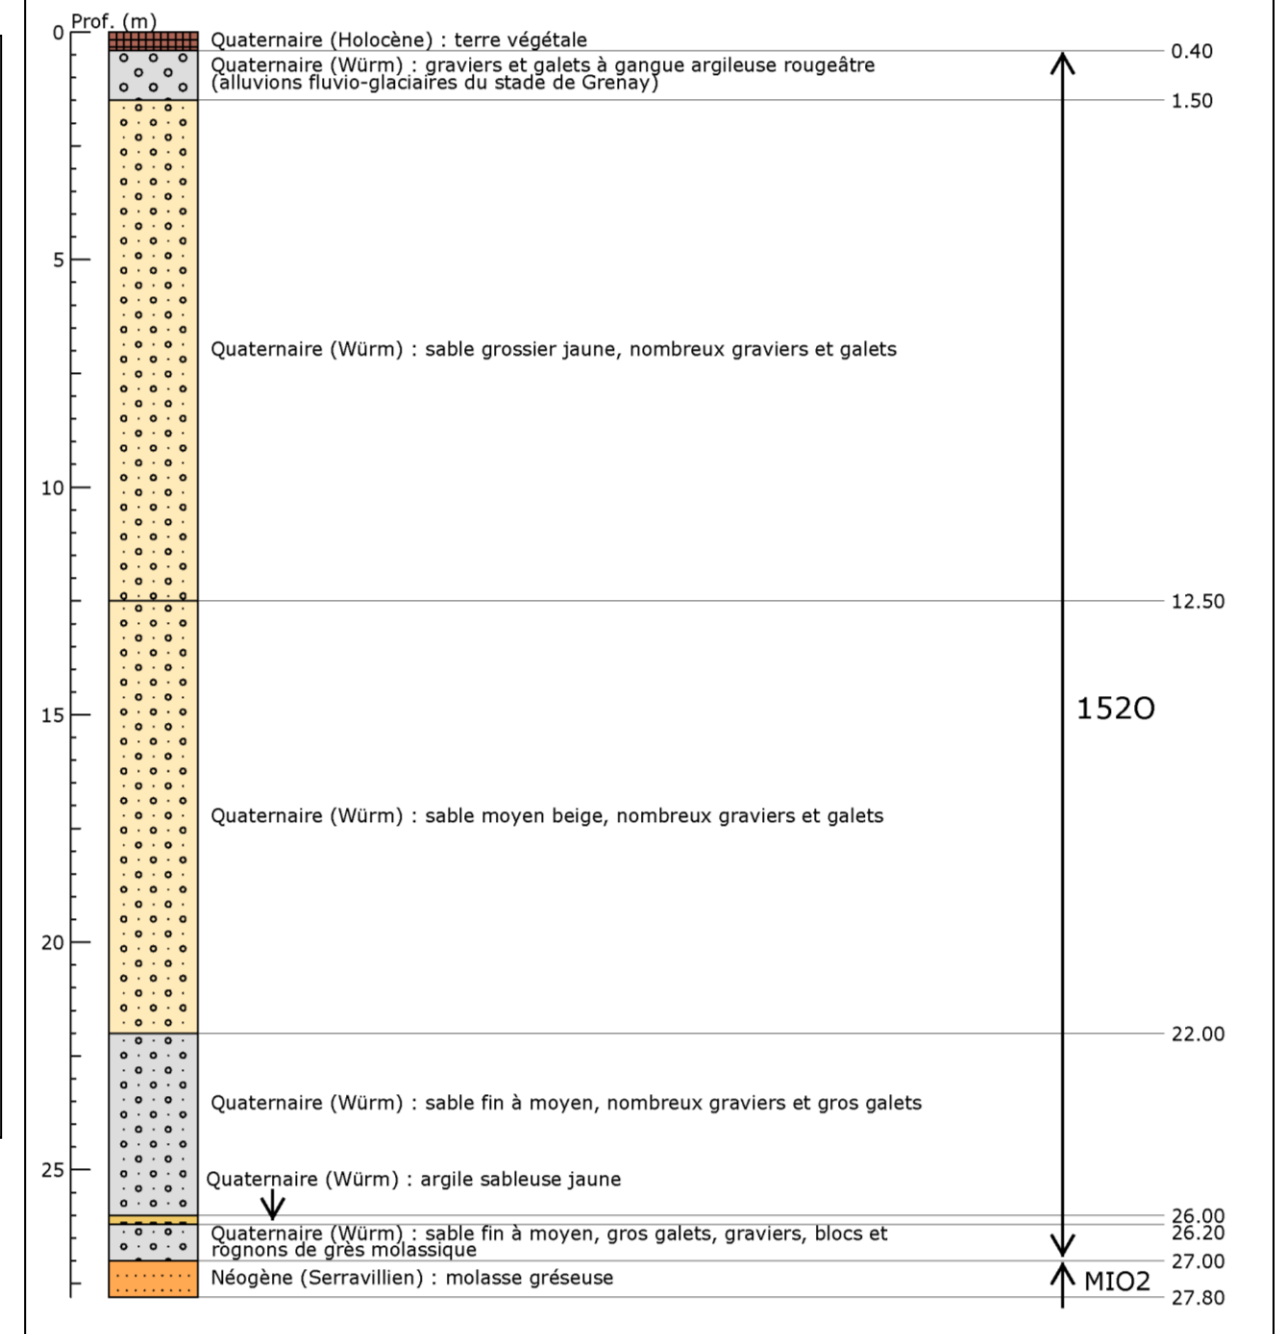 Prof. (m)
0
Quaternaire (Holocène) : terre végétale
0.40
Quaternaire (Würm) : graviers et galets à gangue argileuse rougeâtre
(alluvions fluvio-glaciaires du stade de Grenay)
1.50
5
Quaternaire (Würm) : sable grossier jaune, nombreux graviers et galets
10
12.50
15
152O
Quaternaire (Würm) : sable moyen beige, nombreux graviers et galets
20
22.00
Quaternaire (Würm) : sable fin à moyen, nombreux graviers et gros galets
25
Quaternaire (Würm) : argile sableuse jaune
26.00
Quaternaire (Würm) : sable fin à moyen, gros galets, graviers, blocs et
26.20
rognons de grès molassique
27.00
Néogène (Serravillien) : molasse gréseuse
MIO2
27.80